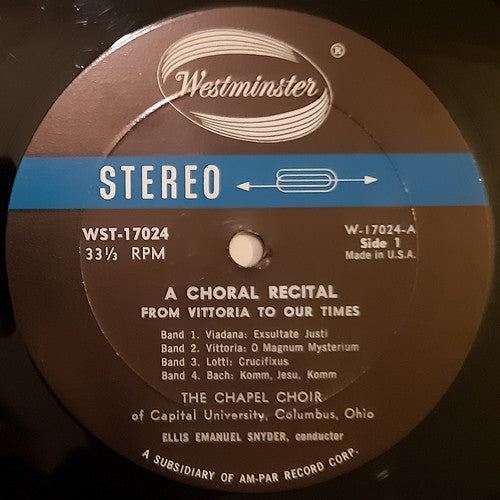 Westminster ®
STEREO
WST-17024
33⅓ RPM
W-17024-A
Side 1
Made in U.S.A.
A CHORAL RECITAL
FROM VITTORIA TO OUR TIMES
Band 1. Viadana: Exsultate Justi
Band 2. Vittoria: O Magnum Mysterium
Band 3. Lotti: Crucifixus
Band 4. Bach: Komm, Jesu, Komm
THE CHAPEL CHOIR
of Capital University, Columbus, Ohio
ELLIS EMANUEL SNYDER, conductor
A SUBSIDIARY OF AM-PAR RECORD CORP.